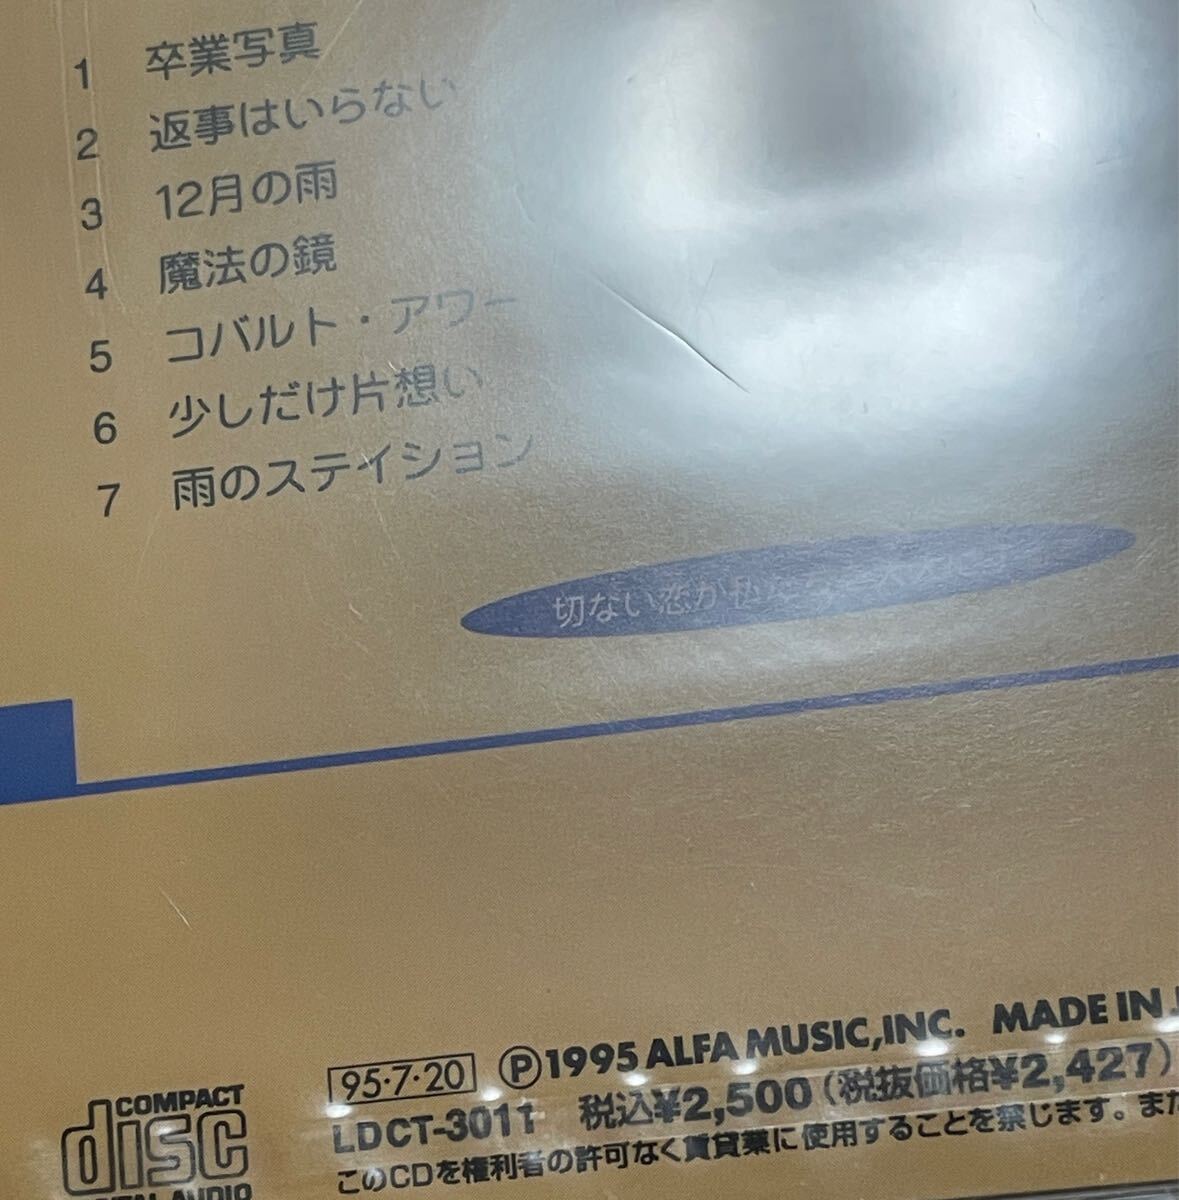 1 卒業写真
2 返事はいらない
3 12月の雨
4 魔法の鏡
5 コバルト・アワー
6 少しだけ片想い
7 雨のステイション
切ない恋が
95・7・20 Ⓟ1995 ALFA MUSIC,INC. MADE IN
COMPACT disc
LDCT-3011 税込¥2,500(税抜価格¥2,427)
このCDを権利者の許可なく賃貸業に使用することを禁じます。また